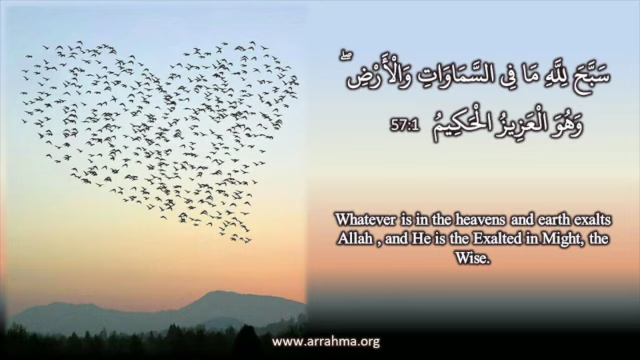 سَبَّحَ لِلَّهِ مَا فِي السَّمَاوَاتِ وَالْأَرْضِ ۖ
وَهُوَ الْعَزِيزُ الْحَكِيمُ 57:1
Whatever is in the heavens and earth exalts
Allah , and He is the Exalted in Might, the
Wise.
www.arrahma.org